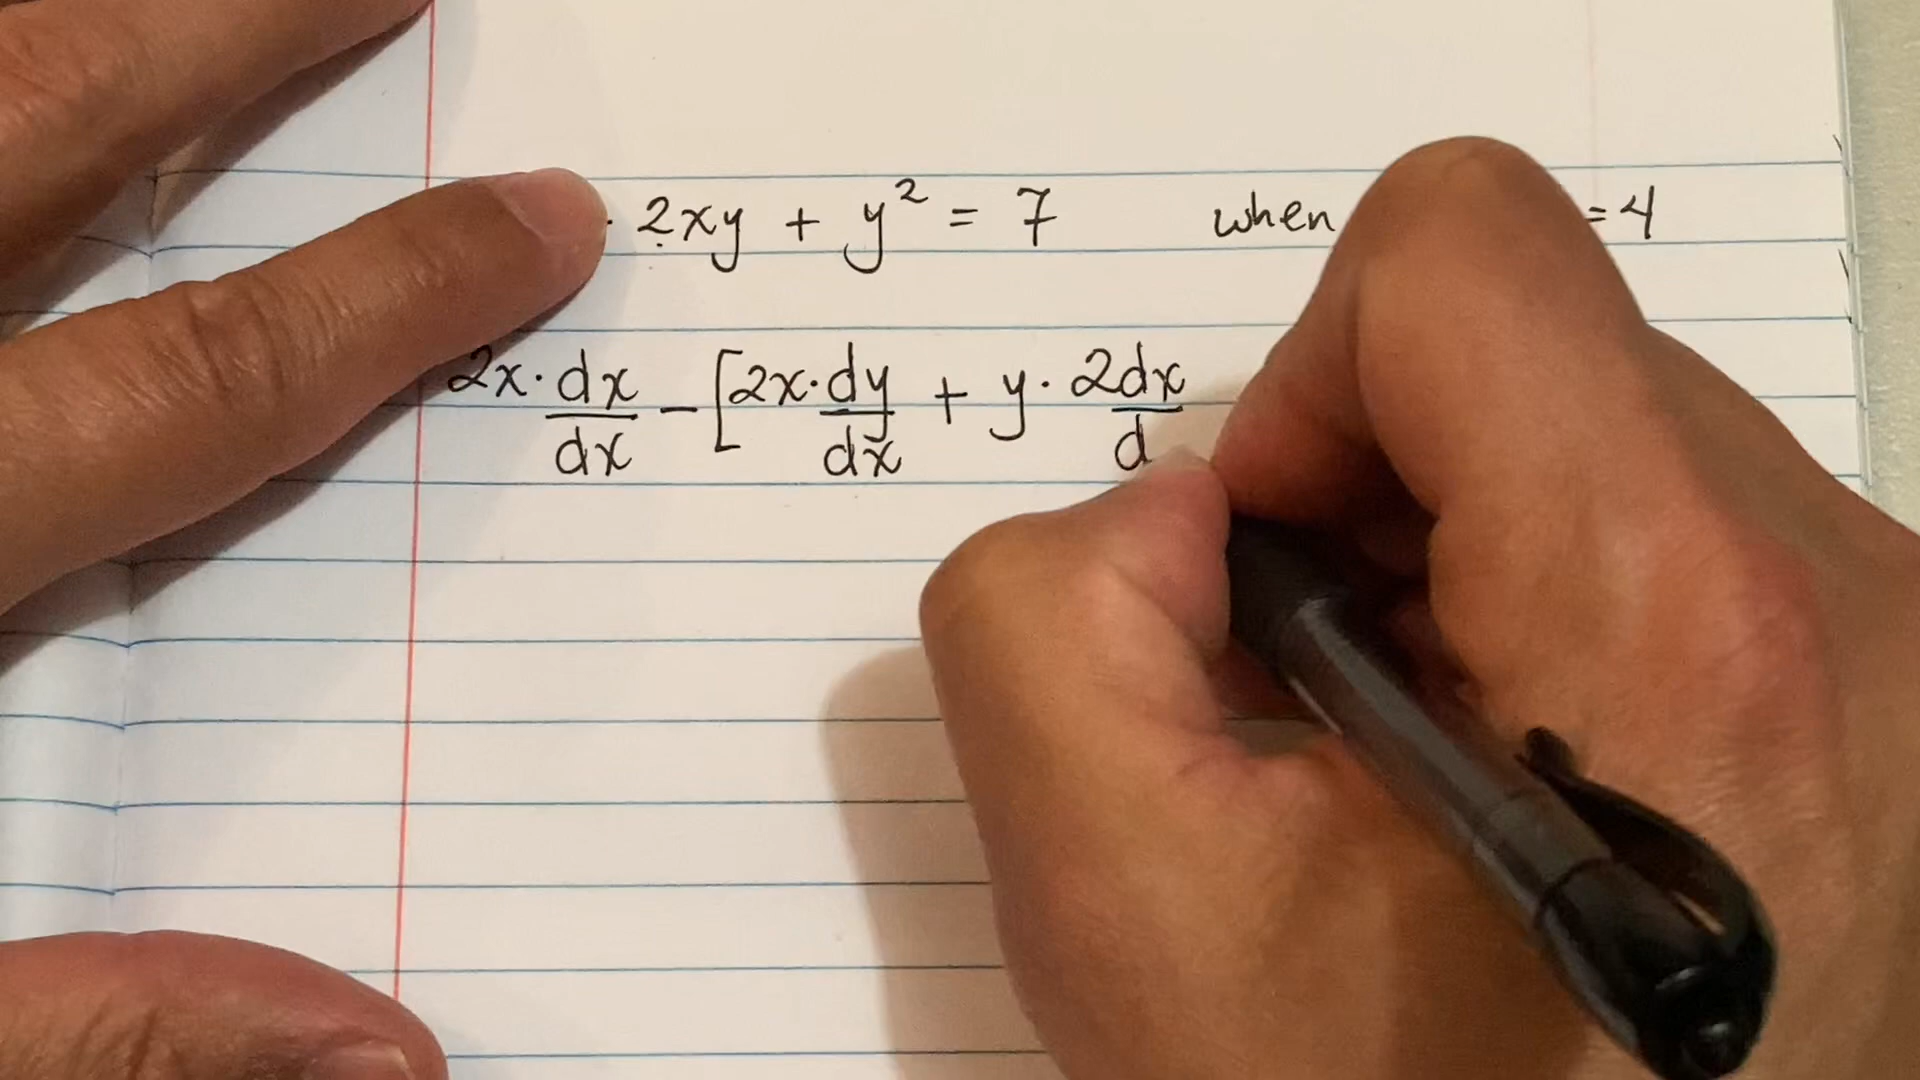 2xy + y² = 7 when =4
2x · dx/dx − [2x · dy/dx + y · 2dx/d